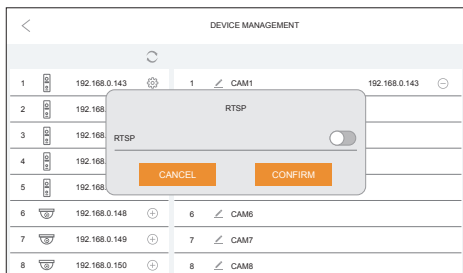 DEVICE MANAGEMENT
1 192.168.0.143 1 CAM1 192.168.0.143
2 192.168.
RTSP
3 192.168.
RTSP
4 192.168.
CANCEL CONFIRM
5 192.168.
6 192.168.0.148 6 CAM6
7 192.168.0.149 7 CAM7
8 192.168.0.150 8 CAM8